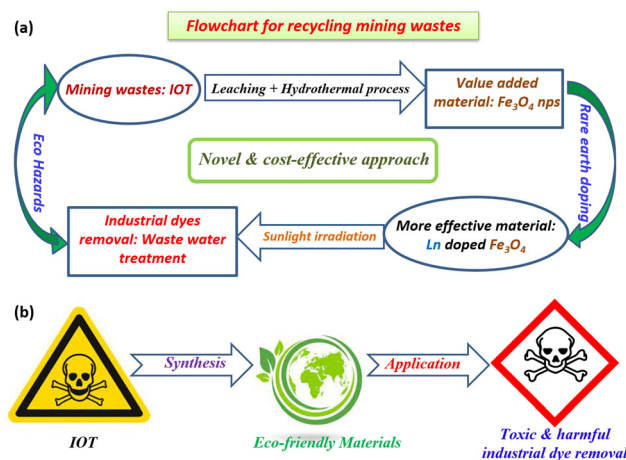 (a)
Flowchart for recycling mining wastes
Mining wastes: IOT
Leaching + Hydrothermal process
Value added
material: Fe₃O₄ nps
Eco Hazards
Rare earth doping
Novel & cost-effective approach
Industrial dyes
removal: Waste water
treatment
Sunlight irradiation
More effective material:
Ln doped Fe₃O₄
(b)
Synthesis
Application
IOT
Eco-friendly Materials
Toxic & harmful
industrial dye removal